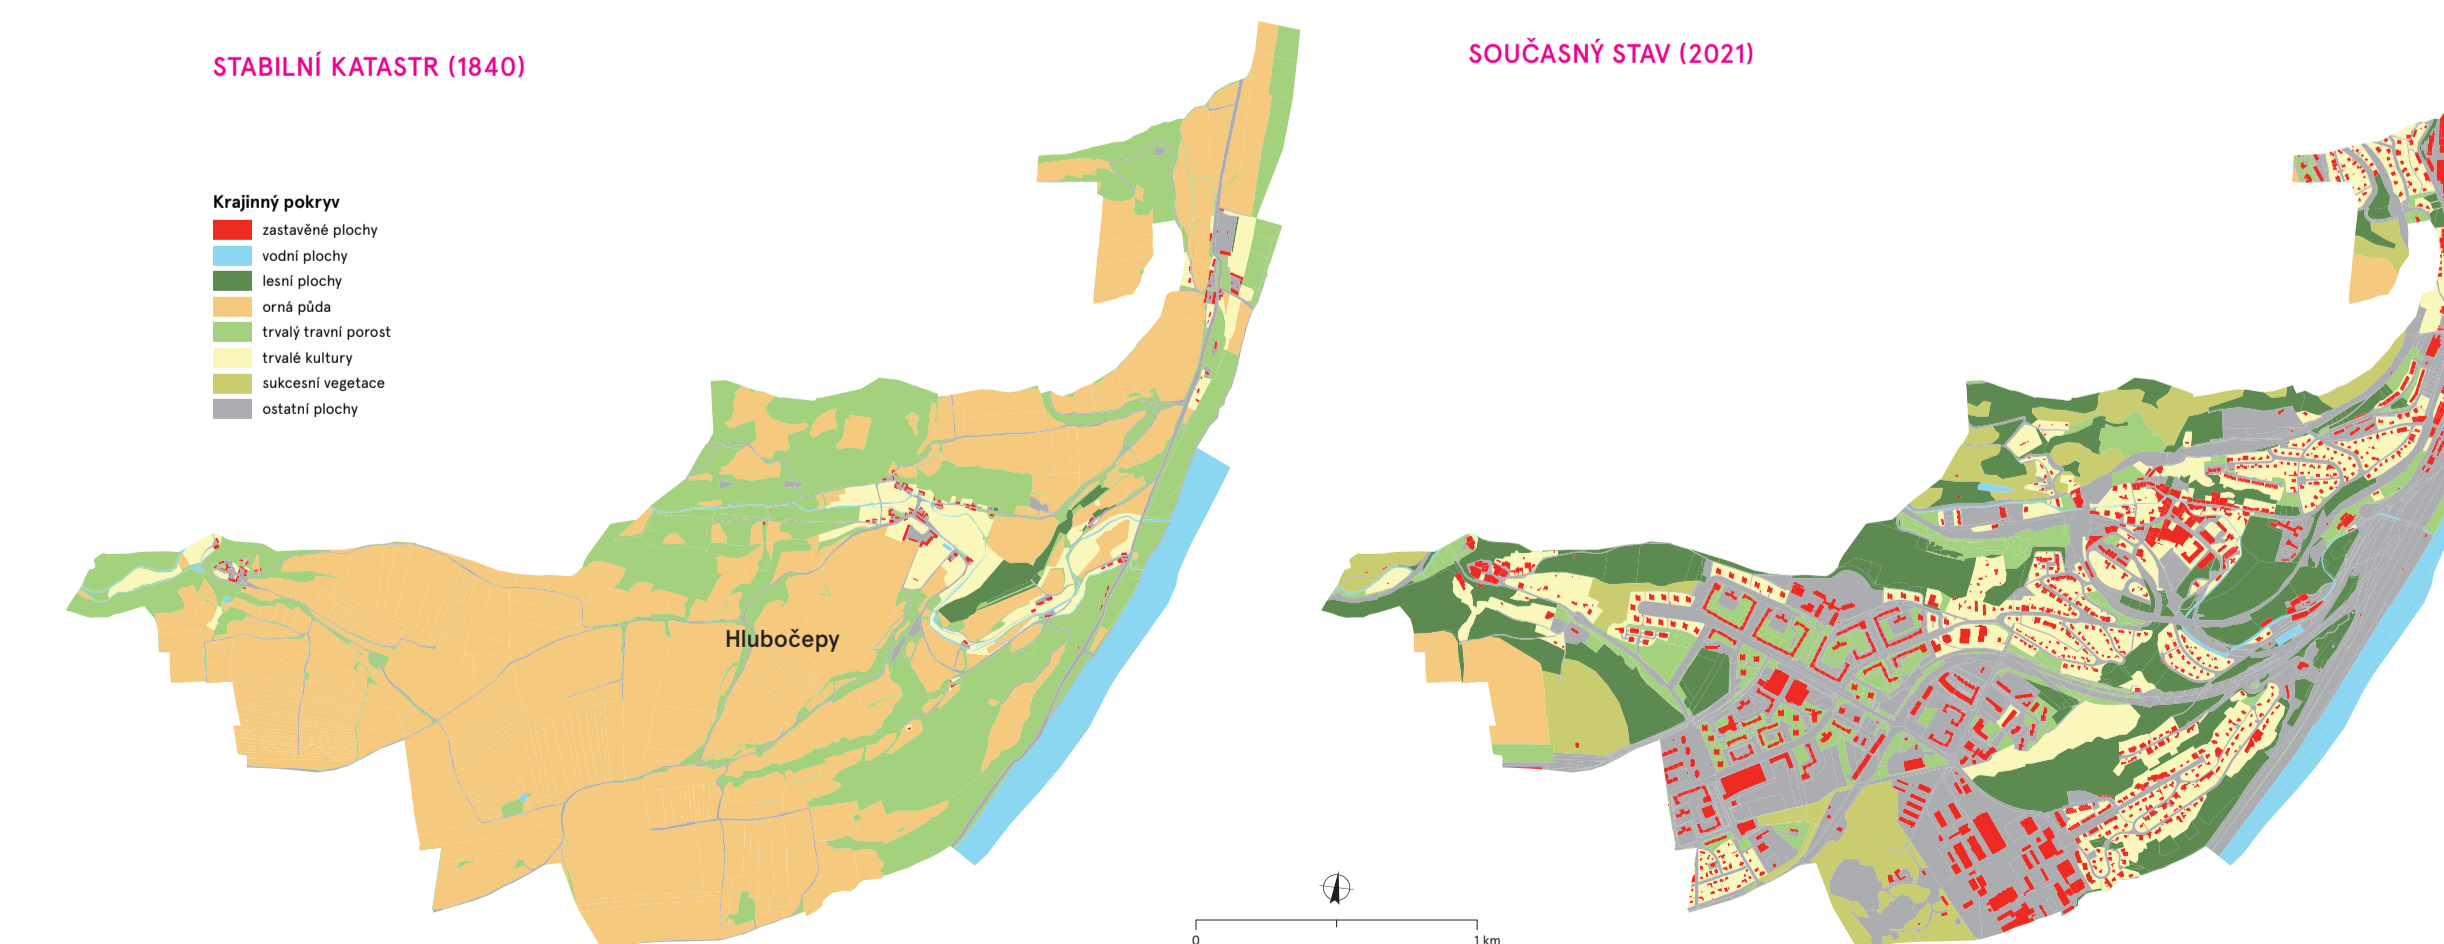 STABILNÍ KATASTR (1840)
SOUČASNÝ STAV (2021)
Krajinný pokryv
zastavěné plochy
vodní plochy
lesní plochy
orná půda
trvalý travní porost
trvalé kultury
sukcesní vegetace
ostatní plochy
Hlubočepy
0 1 km